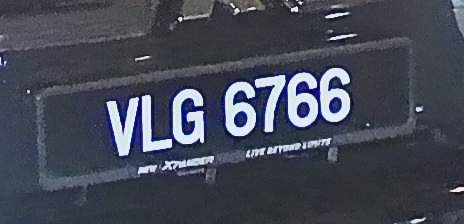 VLG 6766
NEW XPANDER LIVE BEYOND LIMITS